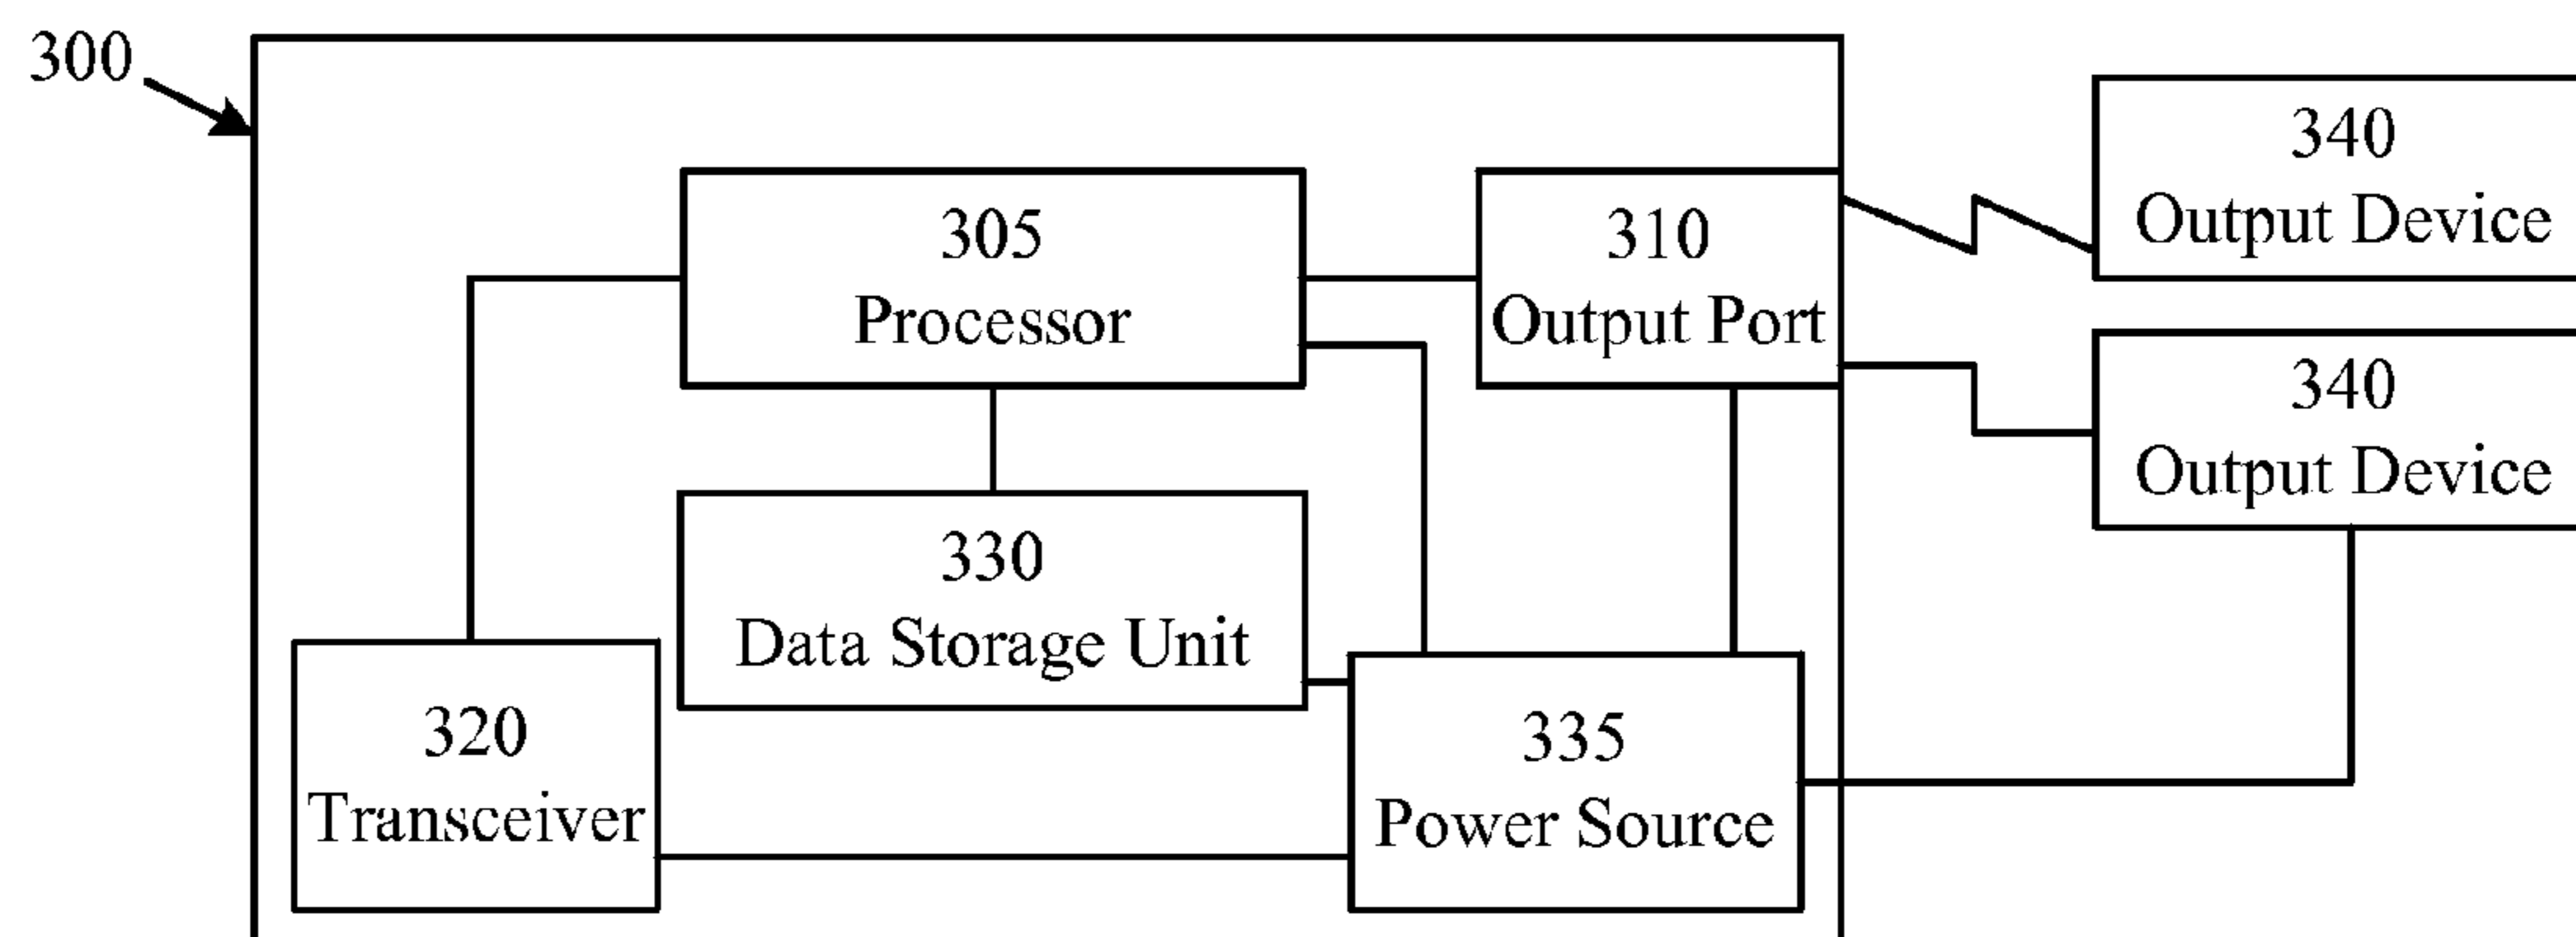 300
305
Processor
310
Output Port
340
Output Device
340
Output Device
330
Data Storage Unit
320
Transceiver
335
Power Source